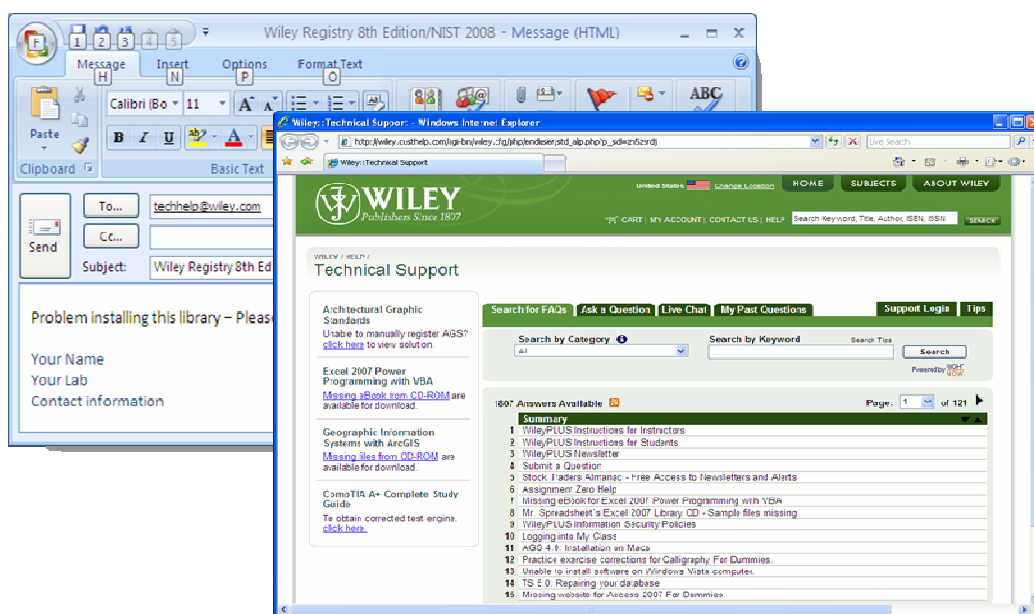 Wiley Registry 8th Edition/NIST 2008 - Message (HTML)
F 1 2 3 4 5
Message Insert Options Format Text
H N P O
Calibri (Bo 11
ABC
Paste
B I U
Clipboard Basic Text
To... techhelp@wiley.com
Cc...
Send
Subject: Wiley Registry 8th Ed
Problem installing this library – Pleas
Your Name
Your Lab
Contact information
Wiley::Technical Support - Windows Internet Explorer
Live Search
Wiley::Technical Support
WILEY
Publishers Since 1807
United States Change Location HOME SUBJECTS ABOUT WILEY
CART | MY ACCOUNT | CONTACT US | HELP Search Keyword, Title, Author, ISBN, ISSN SEARCH
WILEY / HELP /
Technical Support
Architectural Graphic
Standards
Unable to manually register AGS?
click here to view solution.
Excel 2007 Power
Programming with VBA
Missing eBook from CD-ROM are
available for download.
Geographic Information
Systems with ArcGIS
Missing files from CD-ROM are
available for download.
CompTIA A+ Complete Study
Guide
To obtain corrected test engine,
click here.
Search for FAQs Ask a Question Live Chat My Past Questions Support Login Tips
Search by Category Search by Keyword Search Tips
All Search
Powered by RIGHT NOW
1807 Answers Available Page: 1 of 121
Summary
1 WileyPLUS Instructions for Instructors
2 WileyPLUS Instructions for Students
3 WileyPLUS Newsletter
4 Submit a Question
5 Stock Traders Almanac - Free Access to Newsletters and Alerts
6 Assignment Zero Help
7 Missing eBook for Excel 2007 Power Programming with VBA
8 Mr. Spreadsheet's Excel 2007 Library CD - Sample files missing
9 WileyPLUS Information Security Policies
10 Logging into My Class
11 AGS 4.0: Installation on Macs
12 Practice exercise corrections for Calligraphy For Dummies.
13 Unable to install software on Windows Vista computer.
14 TS 5.0: Repairing your database
15 Missing website for Access 2007 For Dummies.